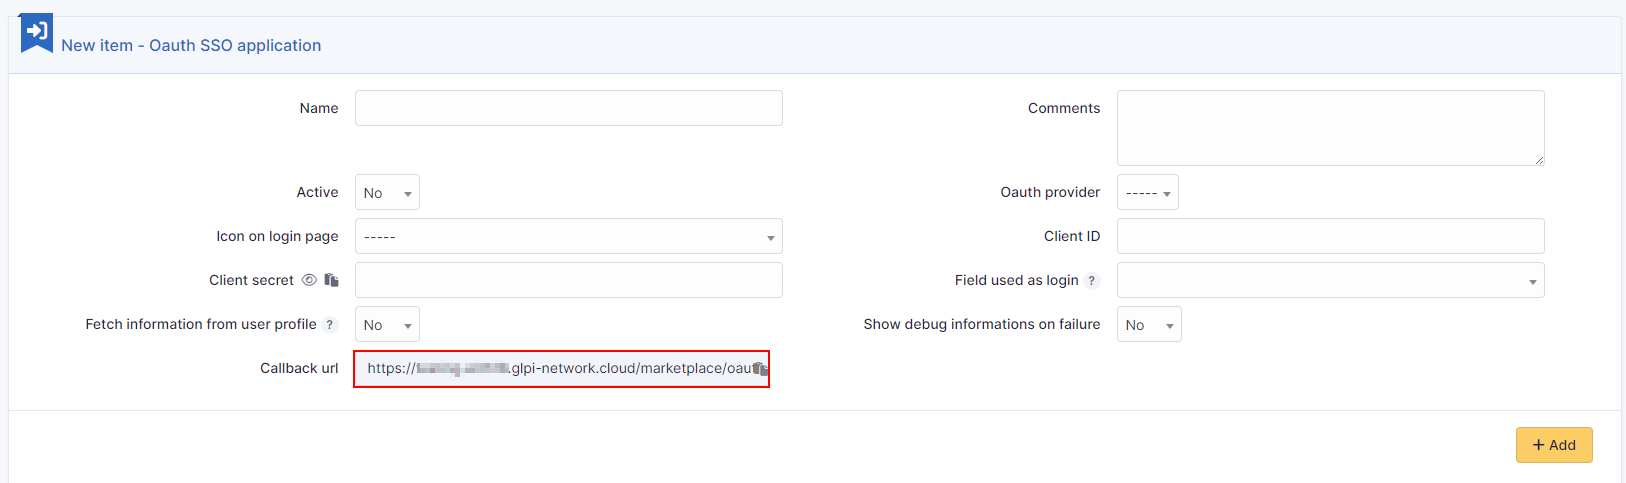 New item - Oauth SSO application
Name
Comments
Active No
Oauth provider -----
Icon on login page -----
Client ID
Client secret
Field used as login ?
Fetch information from user profile ? No
Show debug informations on failure No
Callback url https:// .glpi-network.cloud/marketplace/oaut
+ Add